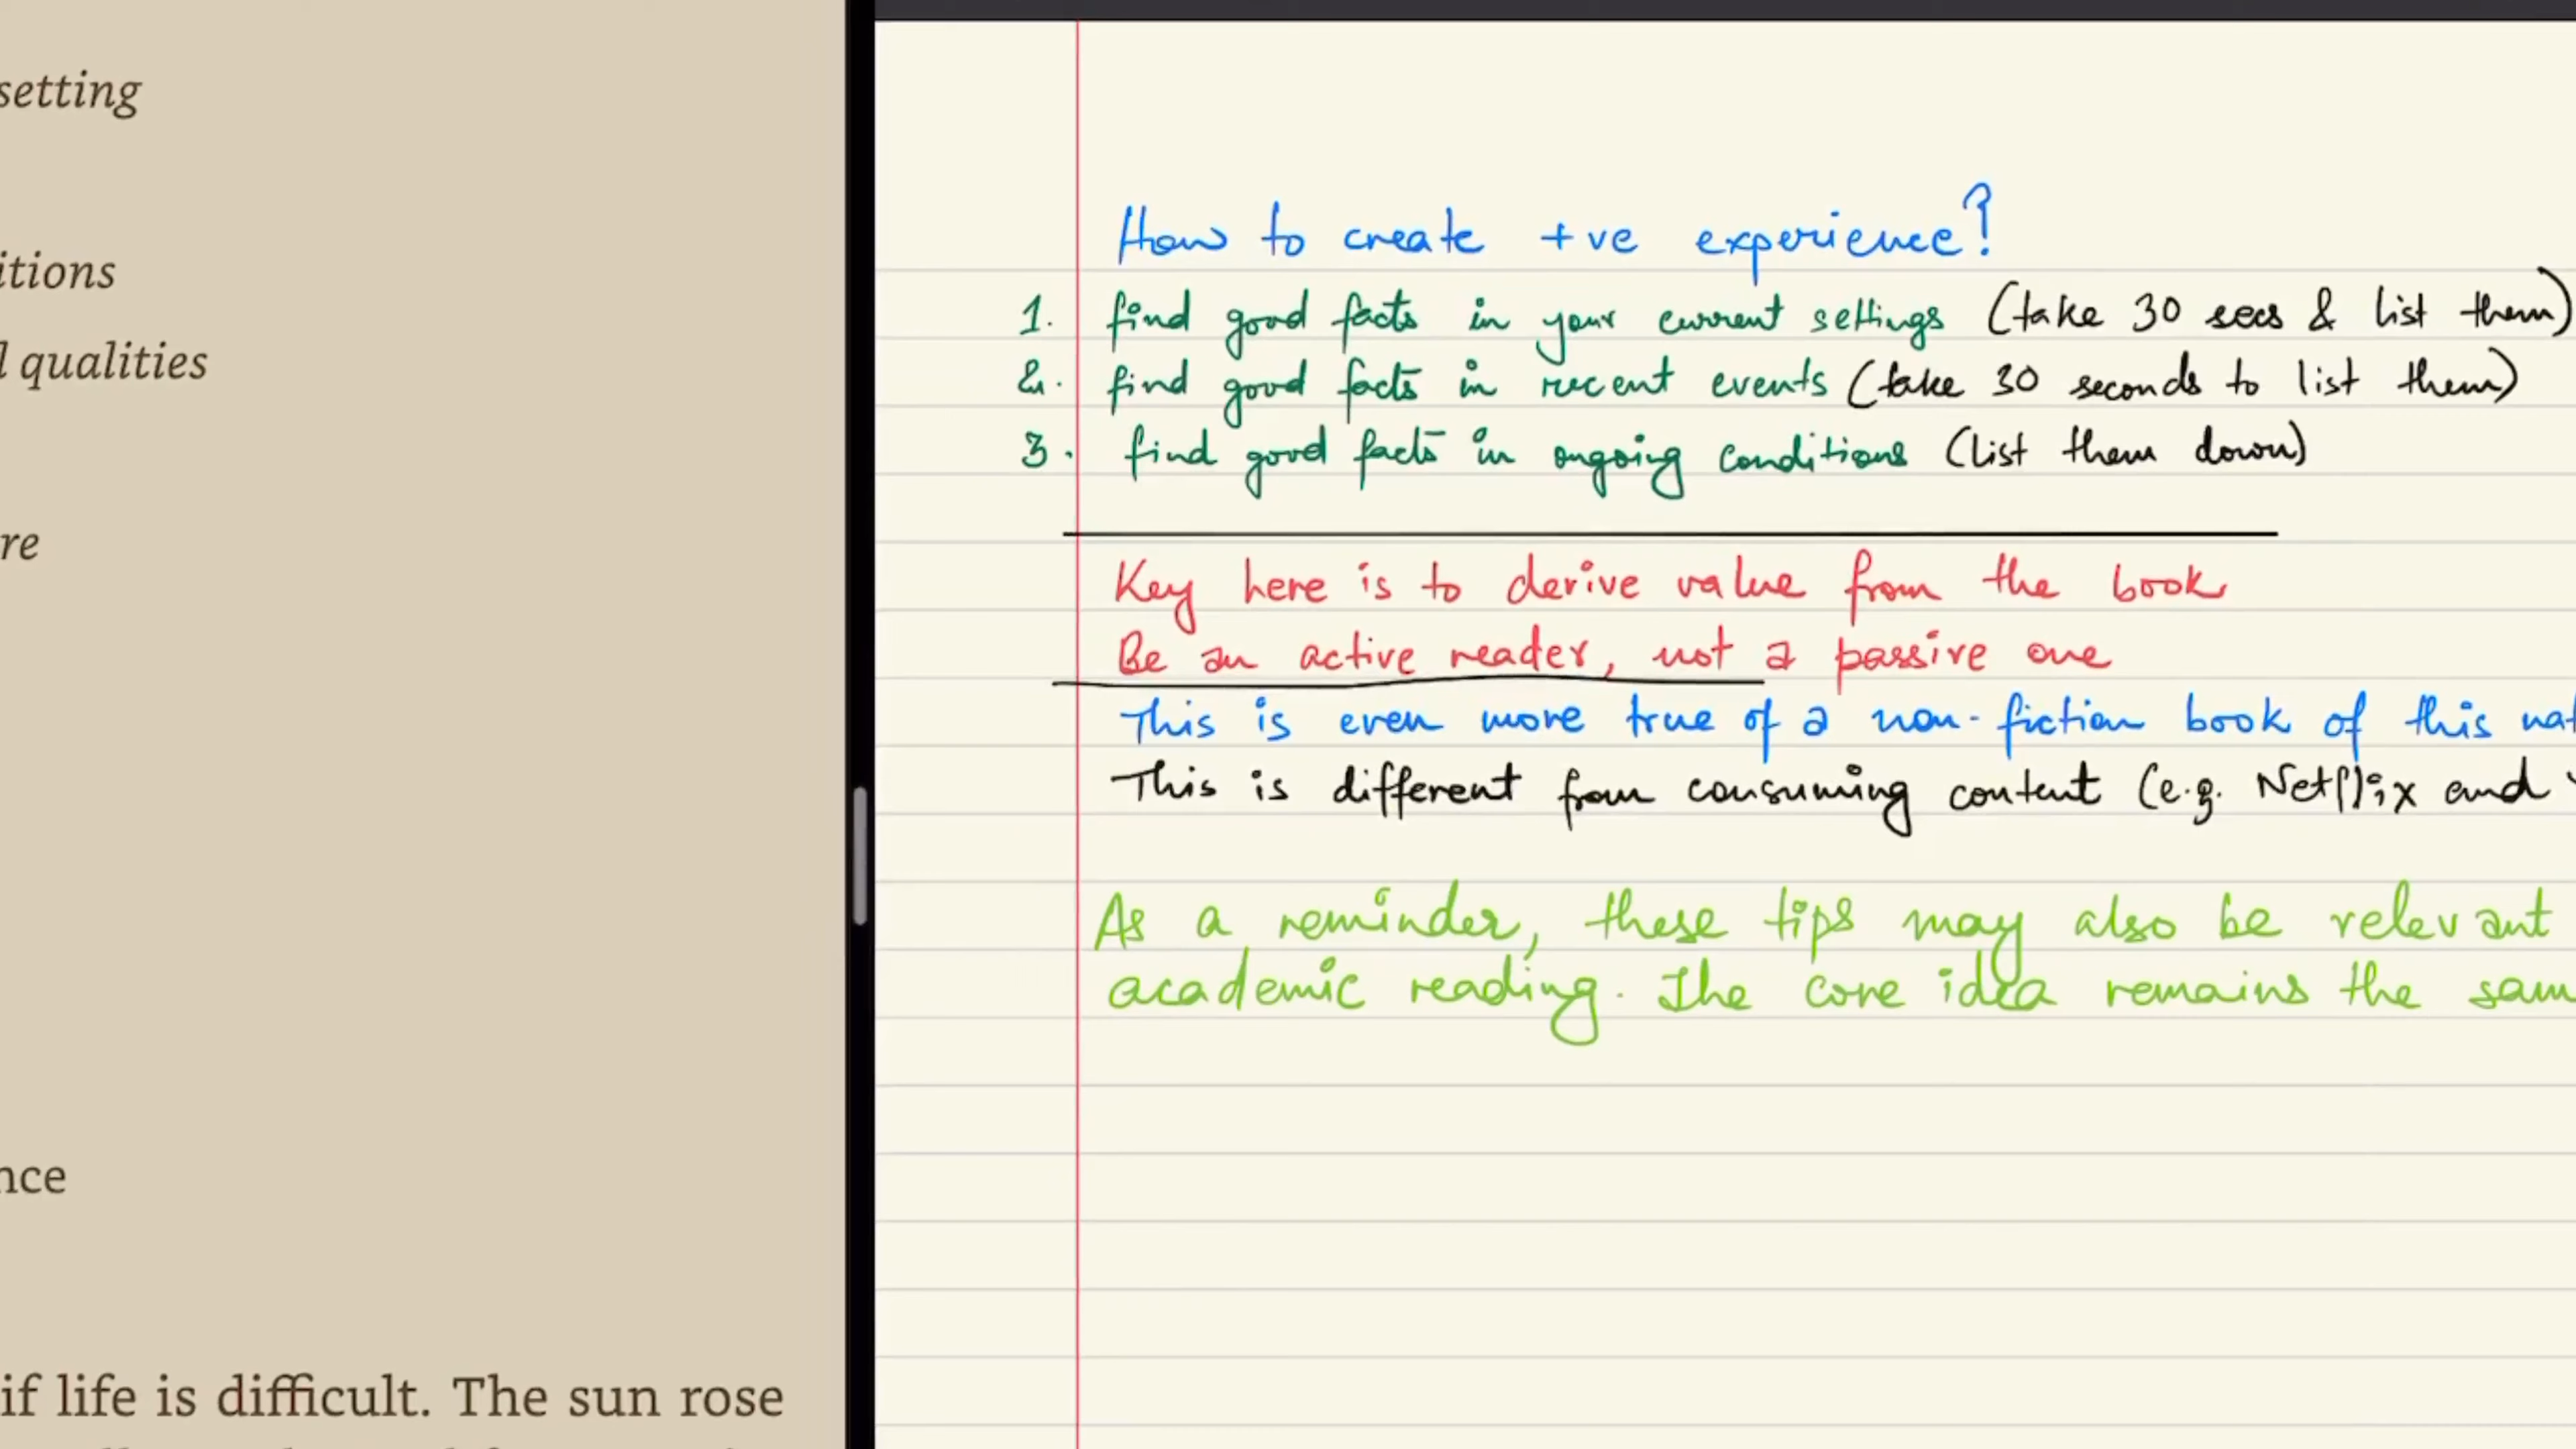 setting
itions
l qualities
re
nce
if life is difficult. The sun rose
How to create +ve experience?
1. find good facts in your current settings (take 30 secs & list them)
2. find good facts in recent events (take 30 seconds to list them)
3. find good facts in ongoing conditions (list them down)
Key here is to derive value from the book
Be an active reader, not a passive one
This is even more true of a non-fiction book of this nat
This is different from consuming content (e.g. Netflix and
As a reminder, these tips may also be relevant
academic reading. The core idea remains the sam